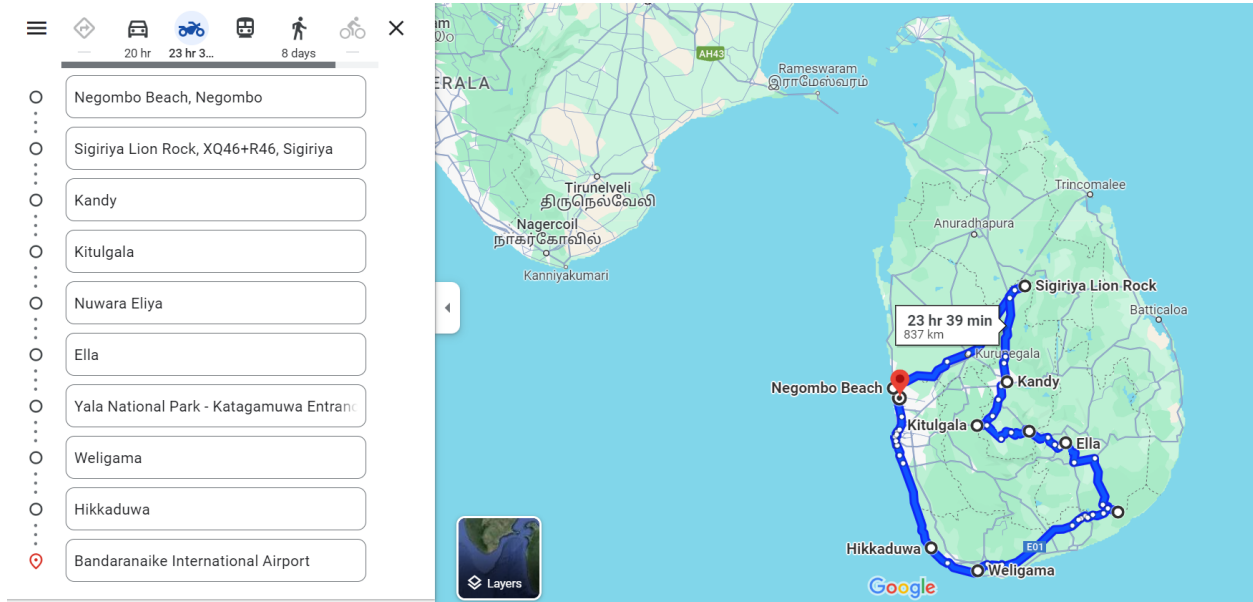 20 hr
23 hr 3...
8 days
Negombo Beach, Negombo
Sigiriya Lion Rock, XQ46+R46, Sigiriya
Kandy
Kitulgala
Nuwara Eliya
Ella
Yala National Park - Katagamuwa Entranc
Weligama
Hikkaduwa
Bandaranaike International Airport
AH43
ERALA
Rameswaram
இராமேஸ்வரம்
Tirunelveli
திருநெல்வேலி
Nagercoil
நாகர்கோவில்
Kanniyakumari
Trincomalee
Anuradhapura
Sigiriya Lion Rock
23 hr 39 min
837 km
Batticaloa
Kurunegala
Negombo Beach
Kandy
Kitulgala
Ella
E01
Hikkaduwa
Weligama
Layers
Google